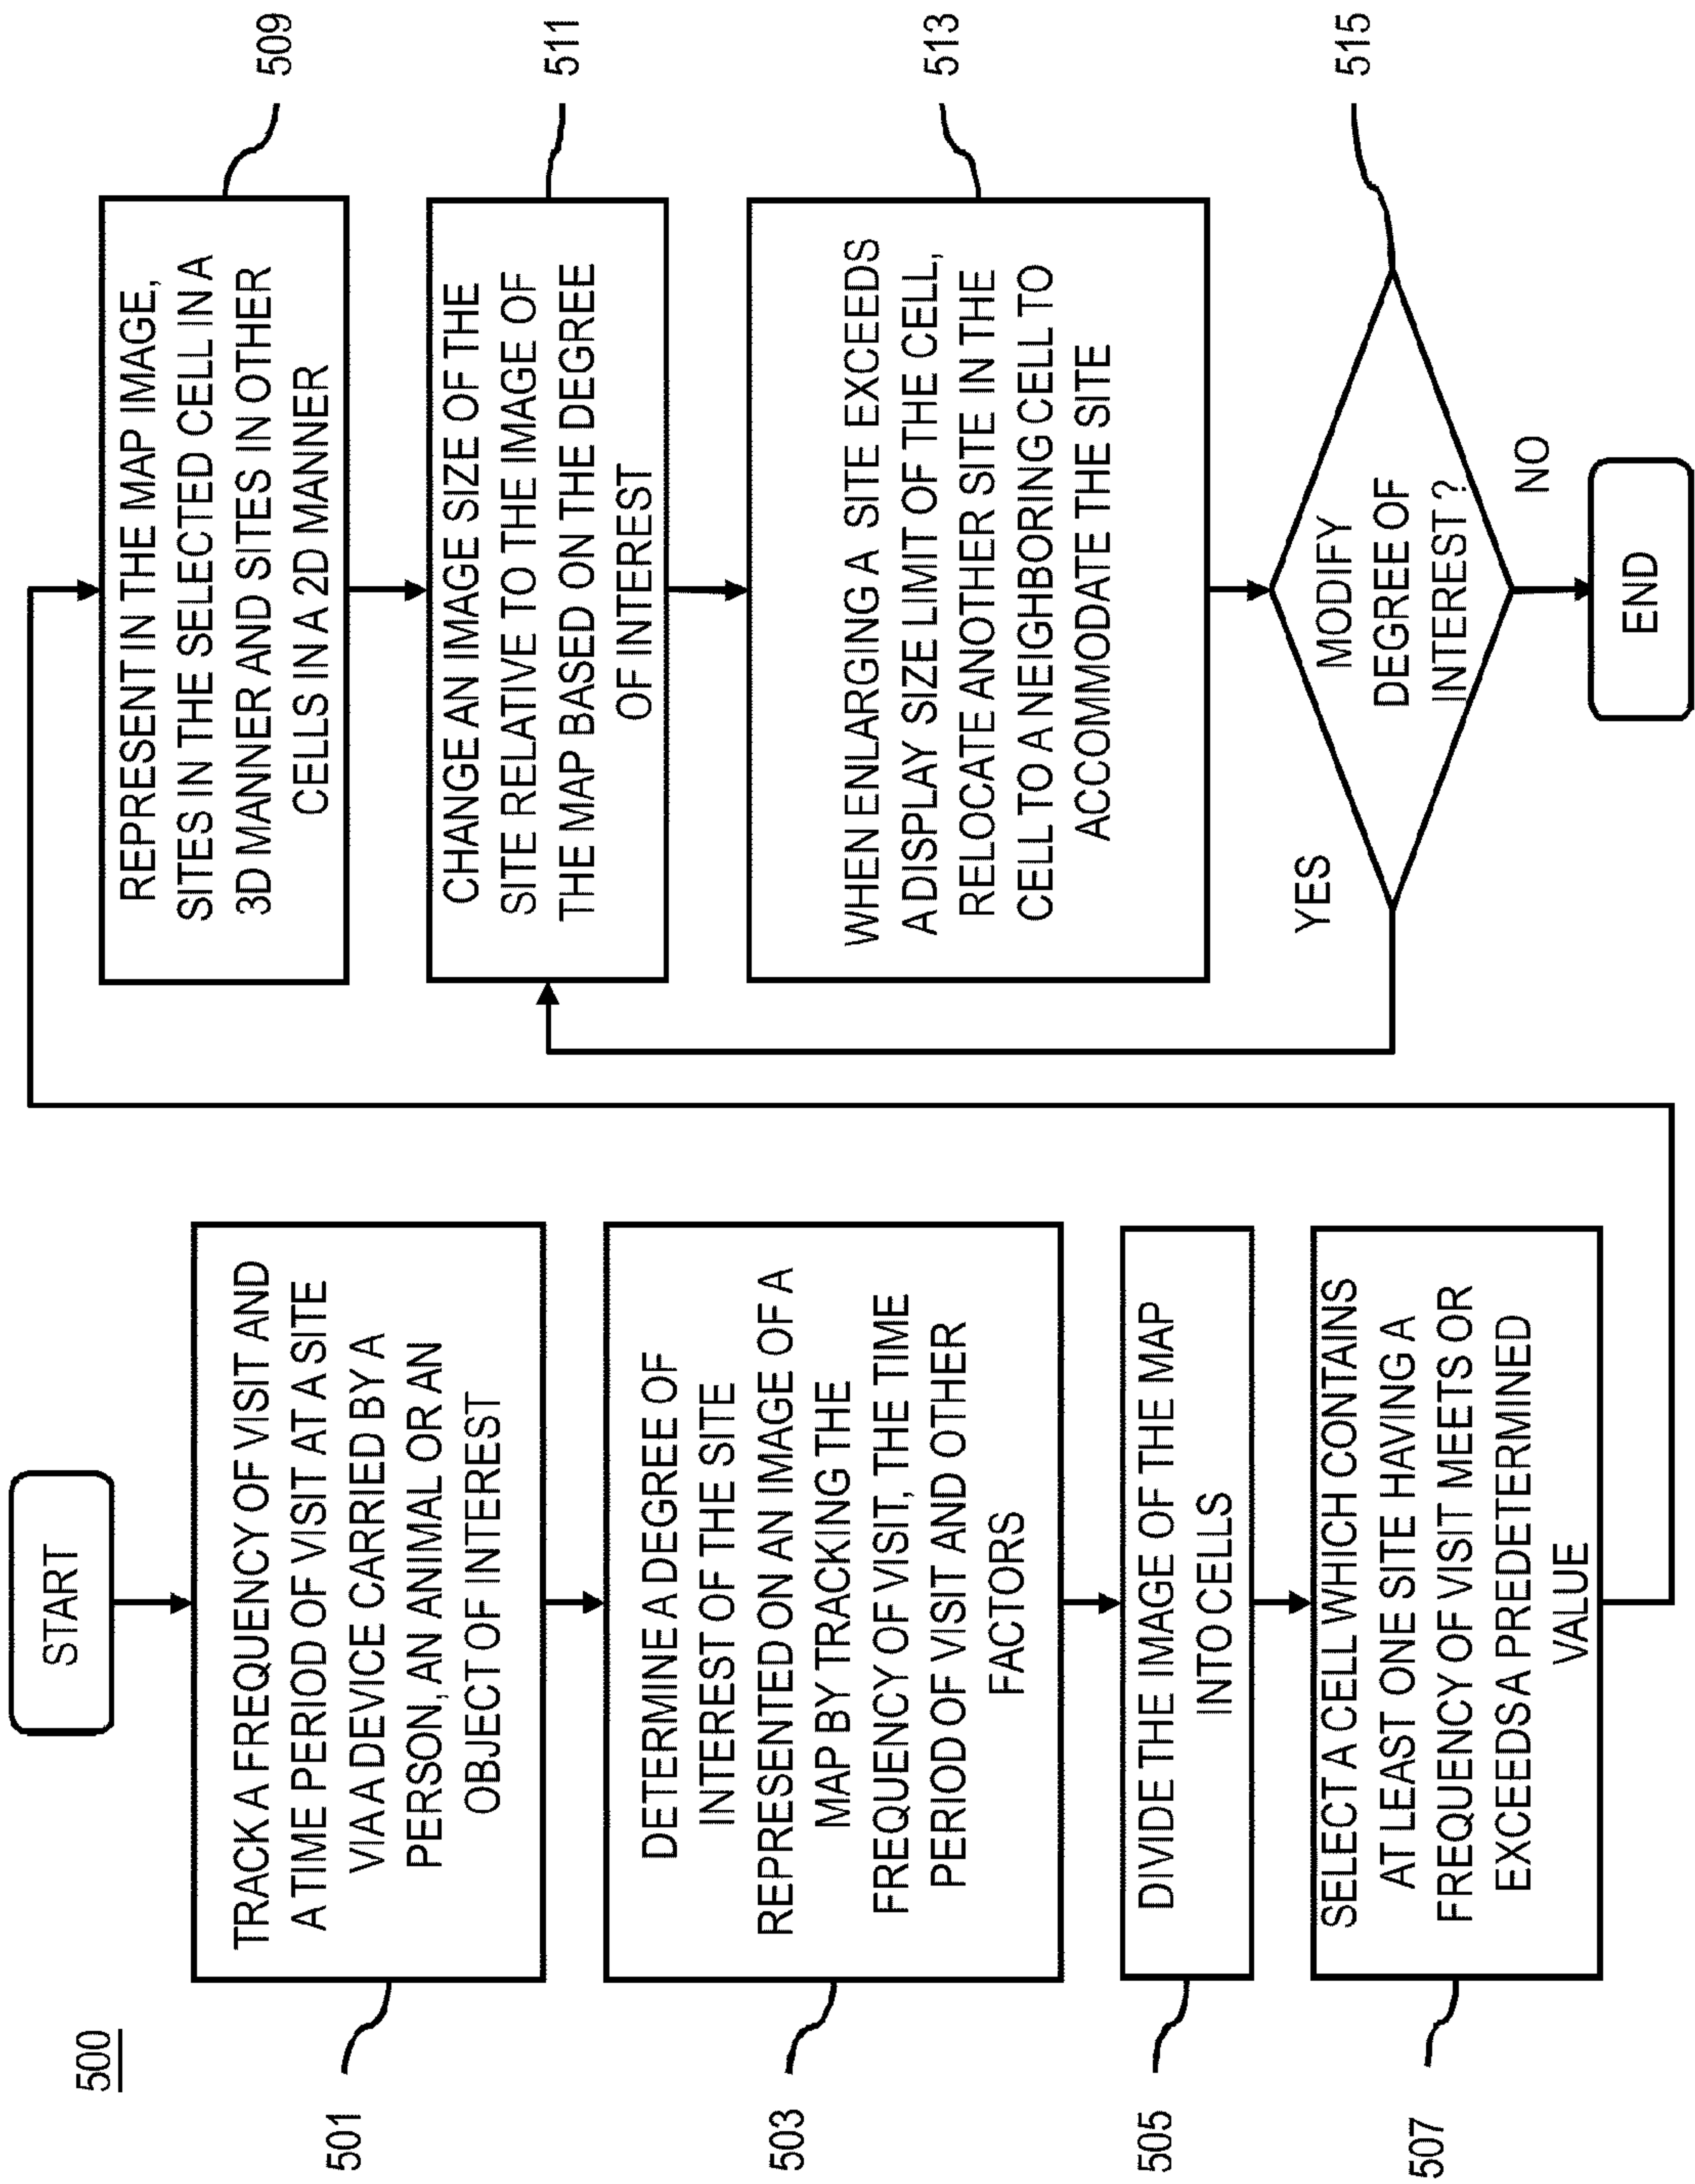 500
START
501
TRACK A FREQUENCY OF VISIT AND
A TIME PERIOD OF VISIT AT A SITE
VIA A DEVICE CARRIED BY A
PERSON, AN ANIMAL OR AN
OBJECT OF INTEREST
503
DETERMINE A DEGREE OF
INTEREST OF THE SITE
REPRESENTED ON AN IMAGE OF A
MAP BY TRACKING THE
FREQUENCY OF VISIT, THE TIME
PERIOD OF VISIT AND OTHER
FACTORS
505
DIVIDE THE IMAGE OF THE MAP
INTO CELLS
507
SELECT A CELL WHICH CONTAINS
AT LEAST ONE SITE HAVING A
FREQUENCY OF VISIT MEETS OR
EXCEEDS A PREDETERMINED
VALUE
REPRESENT IN THE MAP IMAGE,
SITES IN THE SELECTED CELL IN A
3D MANNER AND SITES IN OTHER
CELLS IN A 2D MANNER
509
CHANGE AN IMAGE SIZE OF THE
SITE RELATIVE TO THE IMAGE OF
THE MAP BASED ON THE DEGREE
OF INTEREST
511
WHEN ENLARGING A SITE EXCEEDS
A DISPLAY SIZE LIMIT OF THE CELL,
RELOCATE ANOTHER SITE IN THE
CELL TO A NEIGHBORING CELL TO
ACCOMMODATE THE SITE
513
YES
MODIFY
DEGREE OF
INTEREST ?
515
NO
END